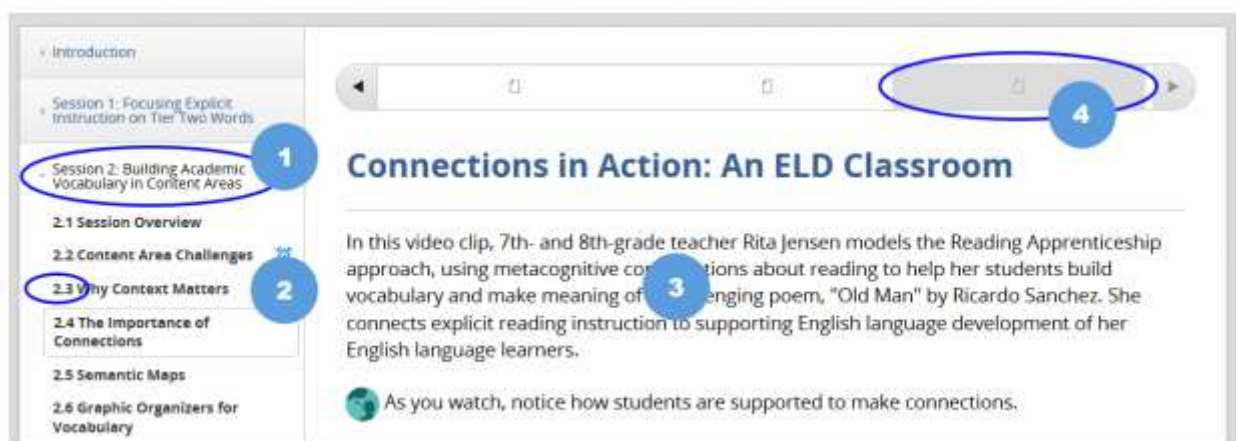 Introduction
Session 1: Focusing Explicit
Instruction on Tier Two Words
Session 2: Building Academic
Vocabulary in Content Areas
1
2.1 Session Overview
2.2 Content Area Challenges
2.3 Why Context Matters
2
2.4 The Importance of
Connections
2.5 Semantic Maps
2.6 Graphic Organizers for
Vocabulary
4
Connections in Action: An ELD Classroom
In this video clip, 7th- and 8th-grade teacher Rita Jensen models the Reading Apprenticeship
approach, using metacognitive tions about reading to help her students build
vocabulary and make meaning of enging poem, "Old Man" by Ricardo Sanchez. She
3
connects explicit reading instruction to supporting English language development of her
English language learners.
As you watch, notice how students are supported to make connections.